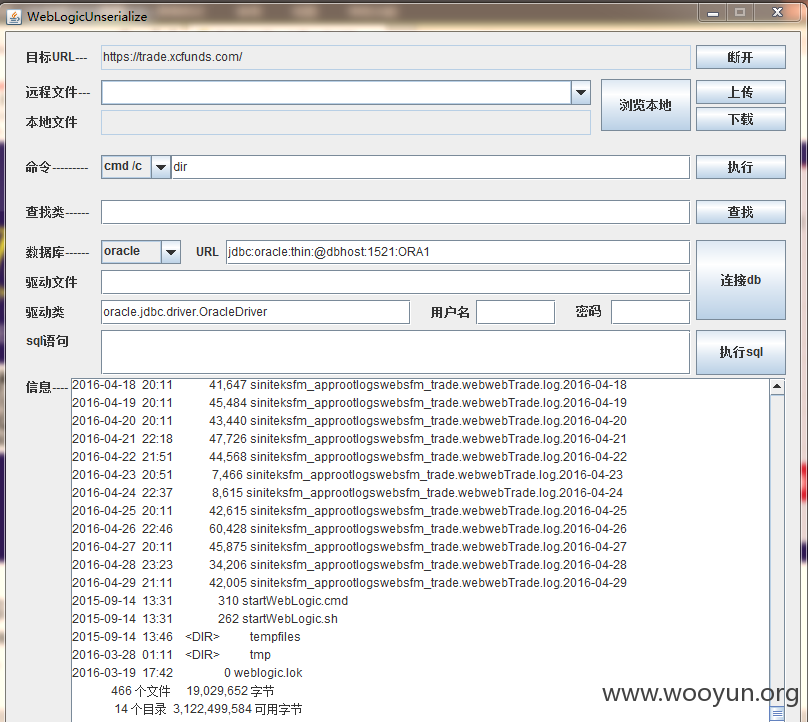 WebLogicUnserialize
目标URL--- https://trade.xcfunds.com/ 断开
远程文件--- 浏览本地 上传
本地文件 下载
命令--------- cmd /c dir 执行
查找类------ 查找
数据库------ oracle URL jdbc:oracle:thin:@dbhost:1521:ORA1 连接db
驱动文件
驱动类 oracle.jdbc.driver.OracleDriver 用户名 密码
sql语句 执行sql
信息----
2016-04-18 20:11 41,647 siniteksfm_approotlogswebsfm_trade.webwebTrade.log.2016-04-18
2016-04-19 20:11 45,484 siniteksfm_approotlogswebsfm_trade.webwebTrade.log.2016-04-19
2016-04-20 20:11 43,440 siniteksfm_approotlogswebsfm_trade.webwebTrade.log.2016-04-20
2016-04-21 22:18 47,726 siniteksfm_approotlogswebsfm_trade.webwebTrade.log.2016-04-21
2016-04-22 21:51 44,568 siniteksfm_approotlogswebsfm_trade.webwebTrade.log.2016-04-22
2016-04-23 20:51 7,466 siniteksfm_approotlogswebsfm_trade.webwebTrade.log.2016-04-23
2016-04-24 22:37 8,615 siniteksfm_approotlogswebsfm_trade.webwebTrade.log.2016-04-24
2016-04-25 20:11 42,615 siniteksfm_approotlogswebsfm_trade.webwebTrade.log.2016-04-25
2016-04-26 22:46 60,428 siniteksfm_approotlogswebsfm_trade.webwebTrade.log.2016-04-26
2016-04-27 20:11 45,875 siniteksfm_approotlogswebsfm_trade.webwebTrade.log.2016-04-27
2016-04-28 23:23 34,206 siniteksfm_approotlogswebsfm_trade.webwebTrade.log.2016-04-28
2016-04-29 21:11 42,005 siniteksfm_approotlogswebsfm_trade.webwebTrade.log.2016-04-29
2015-09-14 13:31 310 startWebLogic.cmd
2015-09-14 13:31 262 startWebLogic.sh
2015-09-14 13:46 <DIR> tempfiles
2016-03-28 01:11 <DIR> tmp
2016-03-19 17:42 0 weblogic.lok
466 个文件 19,029,652 字节
14 个目录 3,122,499,584 可用字节
www.wooyun.org